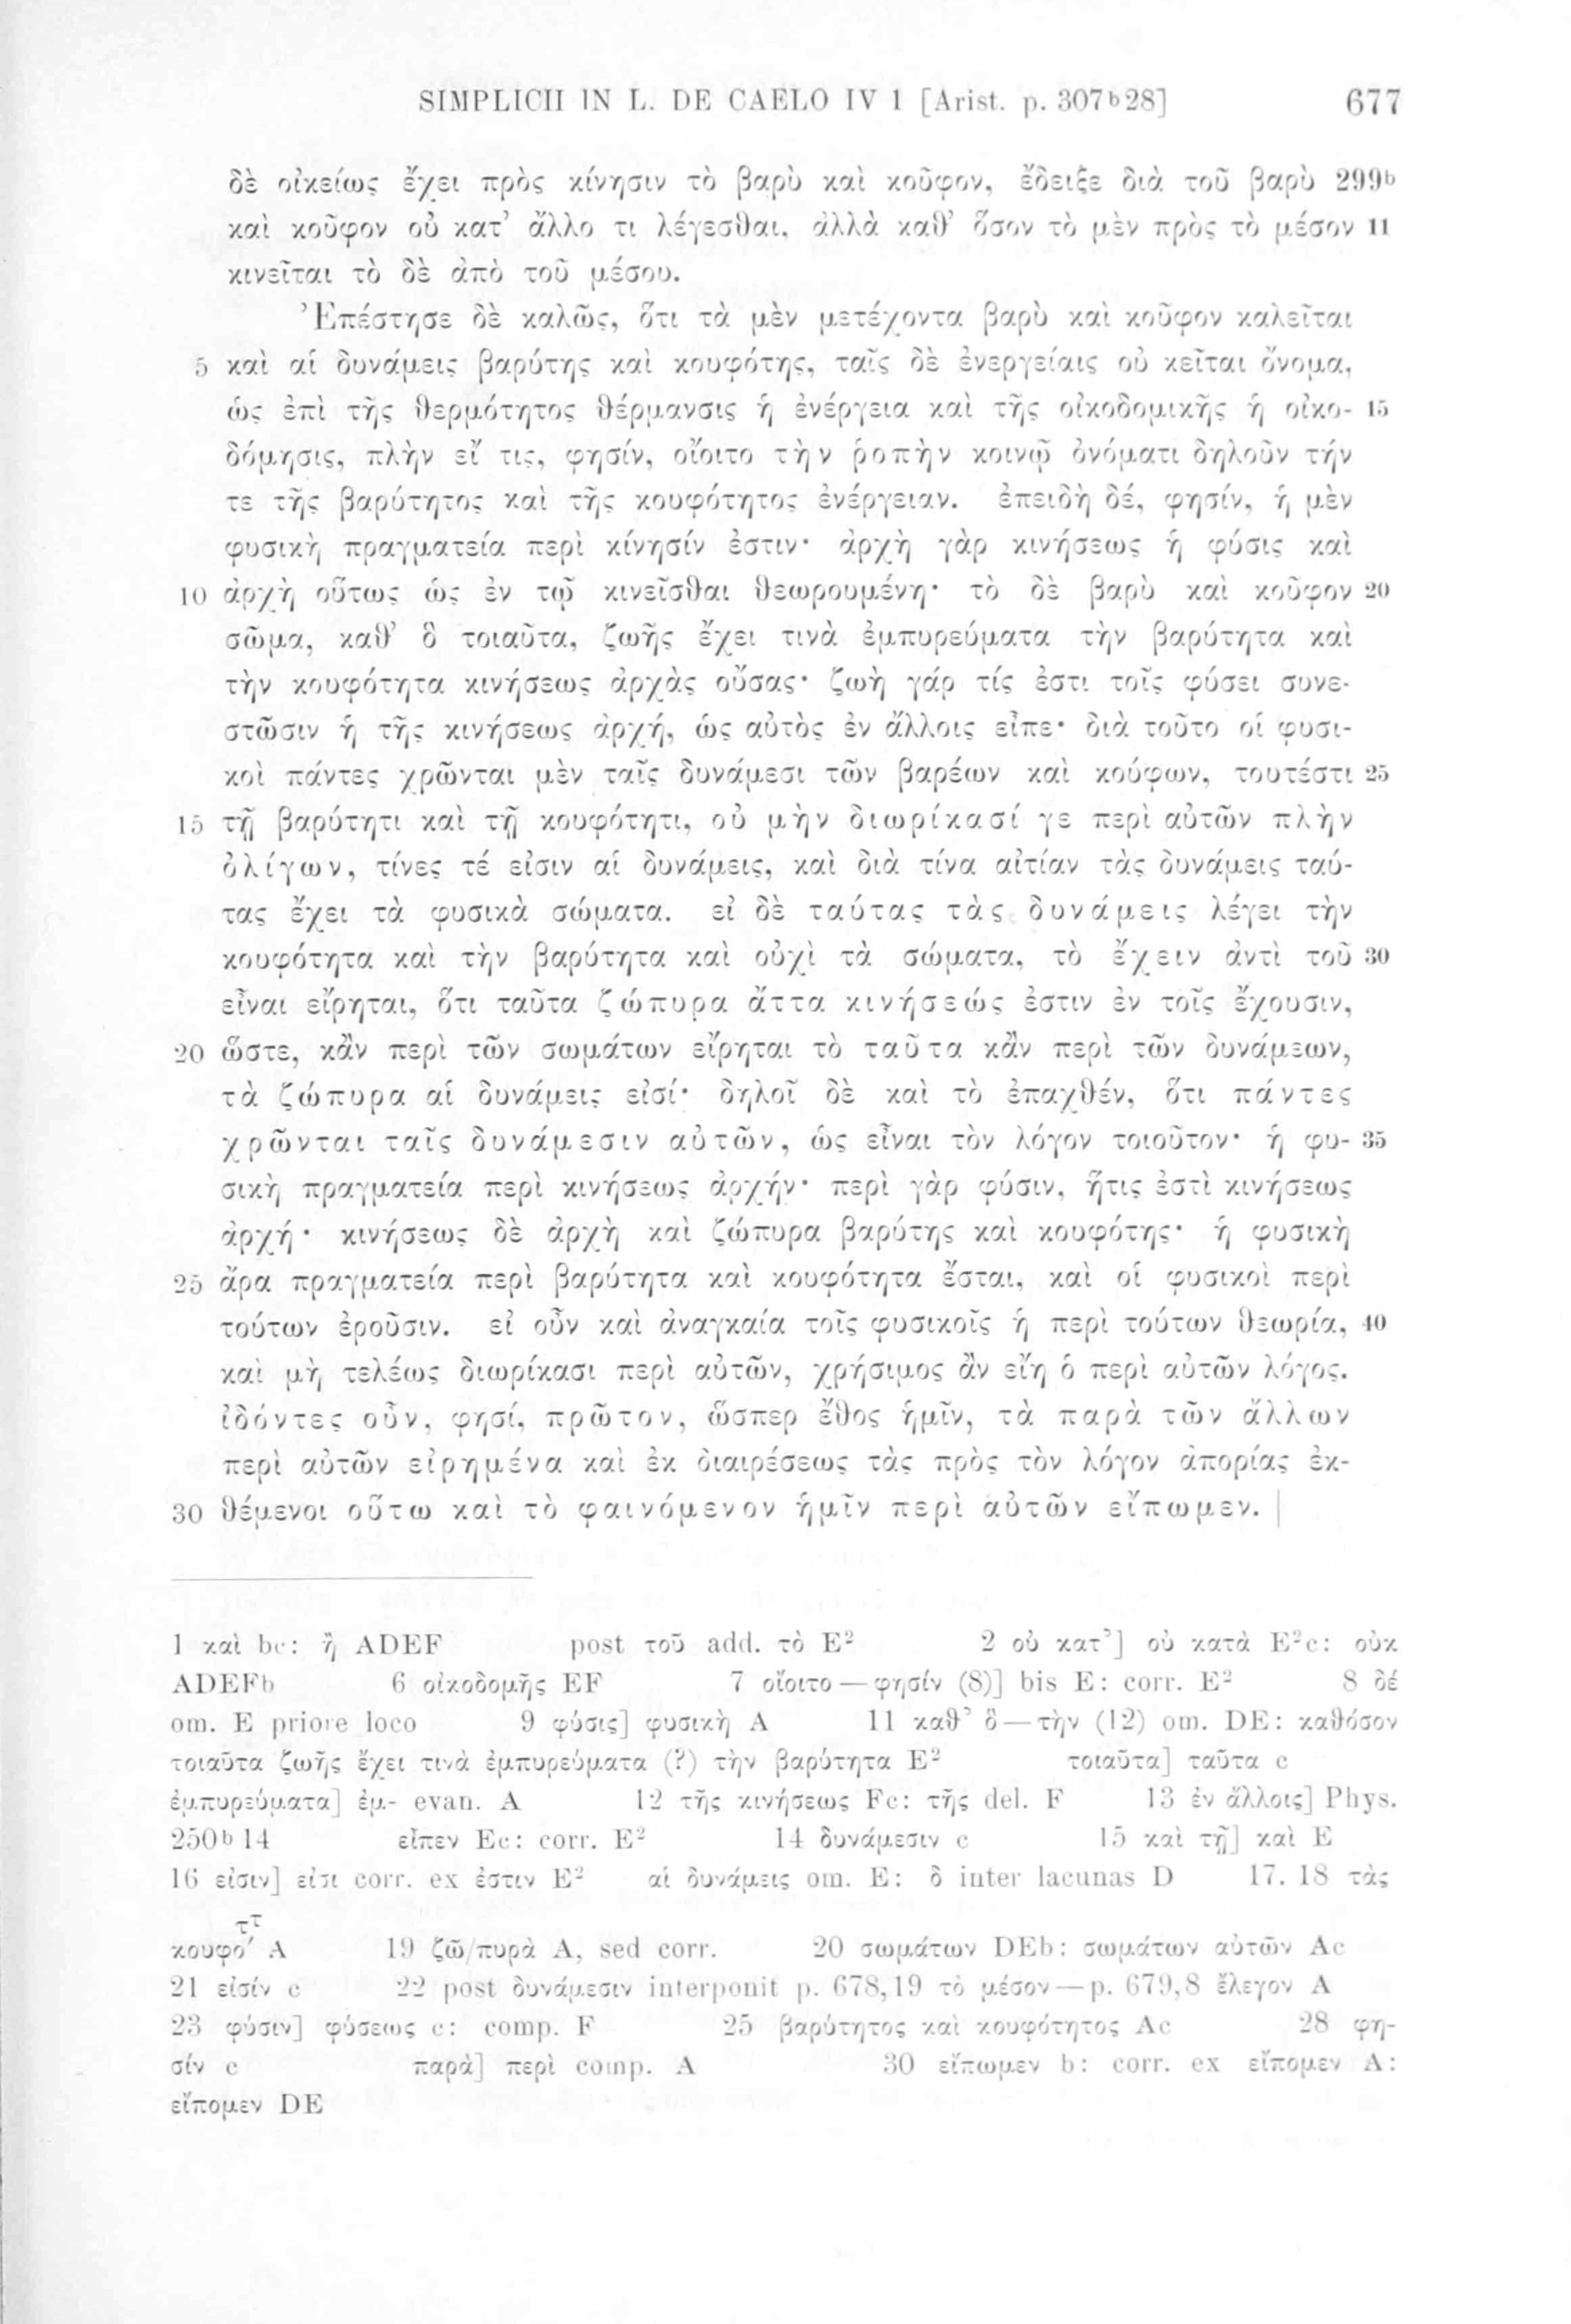 SIMPLICII IN L. DE CAELO IV 1 [Arist. p. 307ᵇ28] 677
δὲ οἰκείως ἔχει πρὸς κίνησιν τὸ βαρὺ καὶ κοῦφον, ἔδειξε διὰ τοῦ βαρὺ 299ᵇ
καὶ κοῦφον οὐ κατ’ ἄλλο τι λέγεσθαι, ἀλλὰ καθ’ ὅσον τὸ μὲν πρὸς τὸ μέσον 11
κινεῖται τὸ δὲ ἀπὸ τοῦ μέσου.
Ἐπέστησε δὲ καλῶς, ὅτι τὰ μὲν μετέχοντα βαρὺ καὶ κοῦφον καλεῖται
5 καὶ αἱ δυνάμεις βαρύτης καὶ κουφότης, ταῖς δὲ ἐνεργείαις οὐ κεῖται ὄνομα,
ὡς ἐπὶ τῆς θερμότητος θέρμανσις ἡ ἐνέργεια καὶ τῆς οἰκοδομικῆς ἡ οἰκο- 15
δόμησις, πλὴν εἴ τις, φησίν, οἴοιτο τὴν ῥοπὴν κοινῷ ὀνόματι δηλοῦν τήν
τε τῆς βαρύτητος καὶ τῆς κουφότητος ἐνέργειαν. ἐπειδὴ δέ, φησίν, ἡ μὲν
φυσικὴ πραγματεία περὶ κίνησίν ἐστιν· ἀρχὴ γὰρ κινήσεως ἡ φύσις καὶ
10 ἀρχὴ οὕτως ὡς ἐν τῷ κινεῖσθαι θεωρουμένη· τὸ δὲ βαρὺ καὶ κοῦφον 20
σῶμα, καθ’ ὃ τοιαῦτα, ζωῆς ἔχει τινὰ ἐμπυρεύματα τὴν βαρύτητα καὶ
τὴν κουφότητα κινήσεως ἀρχὰς οὔσας· ζωὴ γάρ τίς ἐστι τοῖς φύσει συνε-
στῶσιν ἡ τῆς κινήσεως ἀρχή, ὡς αὐτὸς ἐν ἄλλοις εἶπε· διὰ τοῦτο οἱ φυσι-
κοὶ πάντες χρῶνται μὲν ταῖς δυνάμεσι τῶν βαρέων καὶ κούφων, τουτέστι 25
15 τῇ βαρύτητι καὶ τῇ κουφότητι, οὐ μὴν διωρίκασί γε περὶ αὐτῶν πλὴν
ὀλίγων, τίνες τέ εἰσιν αἱ δυνάμεις, καὶ διὰ τίνα αἰτίαν τὰς δυνάμεις ταύ-
τας ἔχει τὰ φυσικὰ σώματα. εἰ δὲ ταύτας τὰς δυνάμεις λέγει τὴν
κουφότητα καὶ τὴν βαρύτητα καὶ οὐχὶ τὰ σώματα, τὸ ἔχειν ἀντὶ τοῦ 30
εἶναι εἴρηται, ὅτι ταῦτα ζώπυρα ἄττα κινήσεώς ἐστιν ἐν τοῖς ἔχουσιν,
20 ὥστε, κἂν περὶ τῶν σωμάτων εἴρηται τὸ ταῦτα κἂν περὶ τῶν δυνάμεων,
τὰ ζώπυρα αἱ δυνάμεις εἰσί· δηλοῖ δὲ καὶ τὸ ἐπαχθέν, ὅτι πάντες
χρῶνται ταῖς δυνάμεσιν αὐτῶν, ὡς εἶναι τὸν λόγον τοιοῦτον· ἡ φυ- 35
σικὴ πραγματεία περὶ κινήσεως ἀρχήν· περὶ γὰρ φύσιν, ἥτις ἐστὶ κινήσεως
ἀρχή· κινήσεως δὲ ἀρχὴ καὶ ζώπυρα βαρύτης καὶ κουφότης· ἡ φυσικὴ
25 ἄρα πραγματεία περὶ βαρύτητα καὶ κουφότητα ἔσται, καὶ οἱ φυσικοὶ περὶ
τούτων ἐροῦσιν. εἰ οὖν καὶ ἀναγκαία τοῖς φυσικοῖς ἡ περὶ τούτων θεωρία, 40
καὶ μὴ τελέως διωρίκασι περὶ αὐτῶν, χρήσιμος ἂν εἴη ὁ περὶ αὐτῶν λόγος.
ἰδόντες οὖν, φησί, πρῶτον, ὥσπερ ἔθος ἡμῖν, τὰ παρὰ τῶν ἄλλων
περὶ αὐτῶν εἰρημένα καὶ ἐκ διαιρέσεως τὰς πρὸς τὸν λόγον ἀπορίας ἐκ-
30 θέμενοι οὕτω καὶ τὸ φαινόμενον ἡμῖν περὶ αὐτῶν εἴπωμεν. |
1 καὶ bc: ἢ ADEF post τοῦ add. τὸ E² 2 οὐ κατ’] οὐ κατὰ E²c: οὐκ
ADEFb 6 οἰκοδομῆς EF 7 οἴοιτο — φησίν (8)] bis E: corr. E² 8 δέ
om. E priore loco 9 φύσις] φυσικὴ A 11 καθ’ ὃ — τὴν (12) om. DE: καθόσον
τοιαῦτα ζωῆς ἔχει τινὰ ἐμπυρεύματα (?) τὴν βαρύτητα E² τοιαῦτα] ταῦτα c
ἐμπυρεύματα] ἐμ- evan. A 12 τῆς κινήσεως Fc: τῆς del. F 13 ἐν ἄλλοις] Phys.
250ᵇ14 εἶπεν Ec: corr. E² 14 δυνάμεσιν c 15 καὶ τῇ] καὶ E
16 εἰσιν] εἰσι corr. ex ἐστιν E² αἱ δυνάμεις om. E: δ inter lacunas D 17. 18 τὰς
κουφο′ττ A 19 ζῶ/πυρὰ A, sed corr. 20 σωμάτων DEb: σωμάτων αὐτῶν Ac
21 εἰσίν c 22 post δυνάμεσιν interponit p. 678,19 τὸ μέσον — p. 679,8 ἔλεγον A
23 φύσιν] φύσεως c: comp. F 25 βαρύτητος καὶ κουφότητος Ac 28 φη-
σίν c παρὰ] περὶ comp. A 30 εἴπωμεν b: corr. ex εἴπομεν A:
εἴπομεν DE